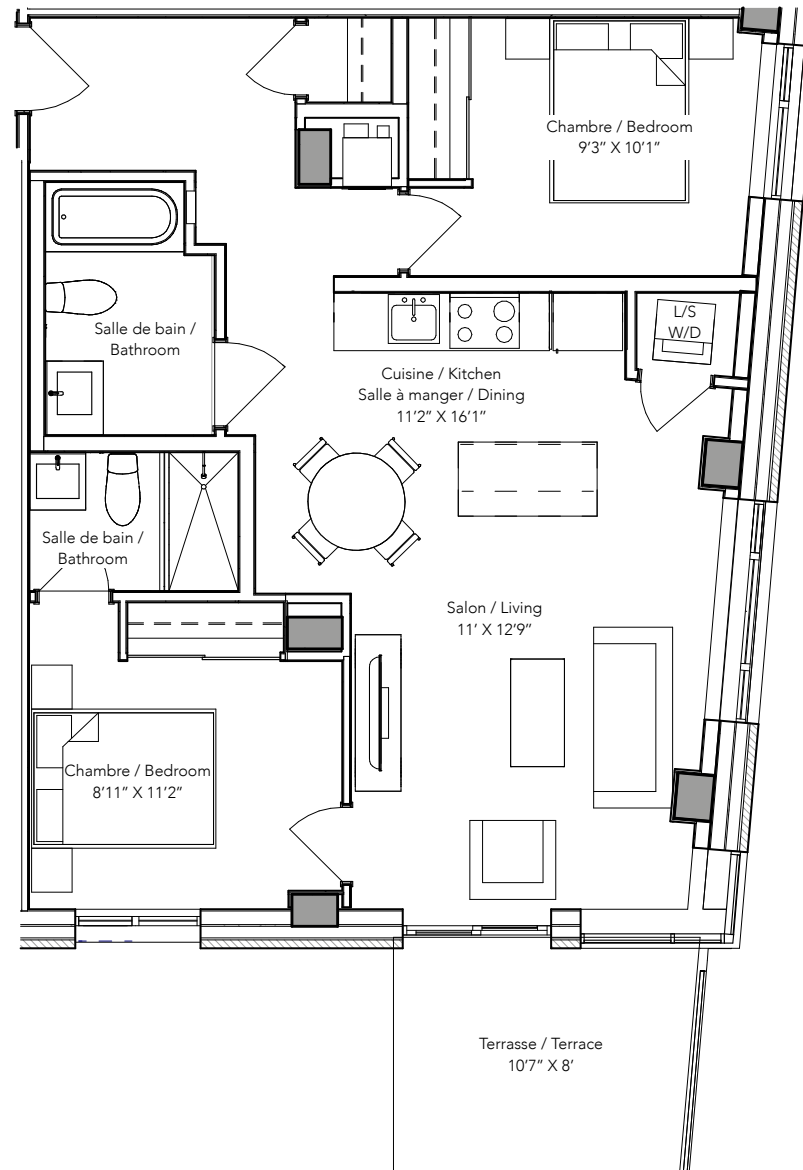 Chambre / Bedroom
9’3” X 10’1”
L/S
W/D
Salle de bain /
Bathroom
Cuisine / Kitchen
Salle à manger / Dining
11’2” X 16’1”
Salle de bain /
Bathroom
Salon / Living
11’ X 12’9”
Chambre / Bedroom
8’11” X 11’2”
Terrasse / Terrace
10’7” X 8’